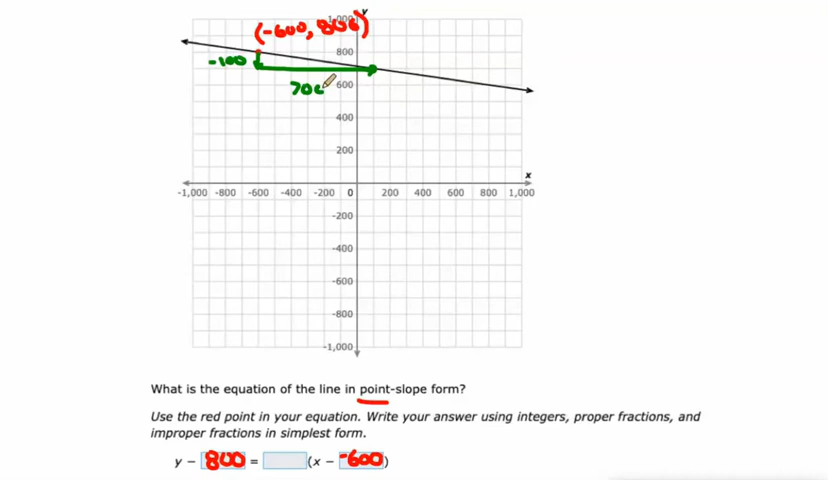 1,000 y
(-600, 800)
-100
800
700
600
400
200
x
-1,000 -800 -600 -400 -200 0 200 400 600 800 1,000
-200
-400
-600
-800
-1,000
What is the equation of the line in point-slope form?
Use the red point in your equation. Write your answer using integers, proper fractions, and
improper fractions in simplest form.
y - 800 = (x - -600)